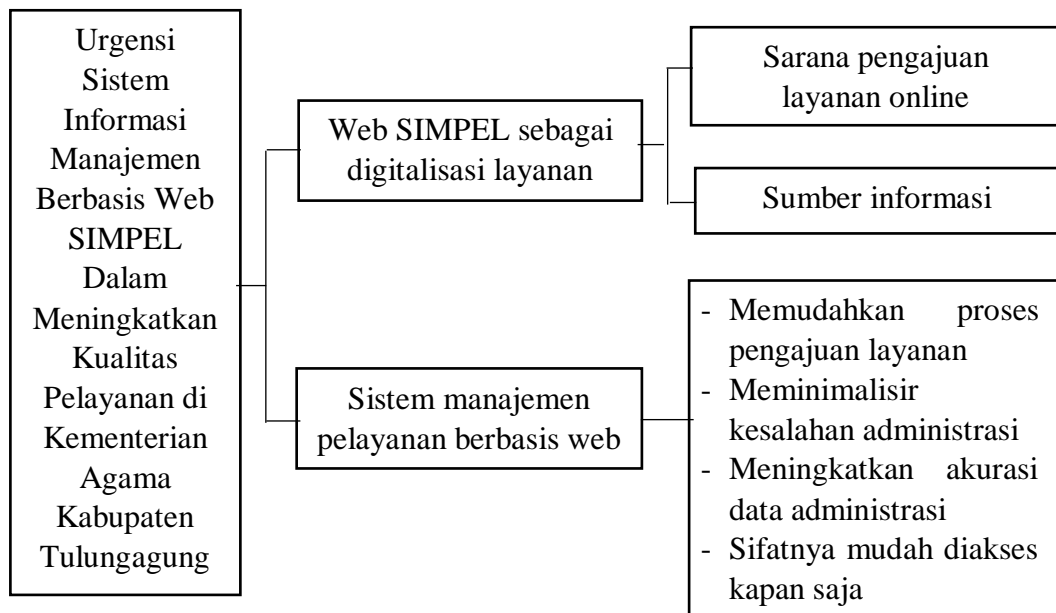 Urgensi
Sistem
Informasi
Manajemen
Berbasis Web
SIMPEL
Dalam
Meningkatkan
Kualitas
Pelayanan di
Kementerian
Agama
Kabupaten
Tulungagung
Web SIMPEL sebagai
digitalisasi layanan
Sarana pengajuan
layanan online
Sumber informasi
Sistem manajemen
pelayanan berbasis web
- Memudahkan proses
pengajuan layanan
- Meminimalisir
kesalahan administrasi
- Meningkatkan akurasi
data administrasi
- Sifatnya mudah diakses
kapan saja